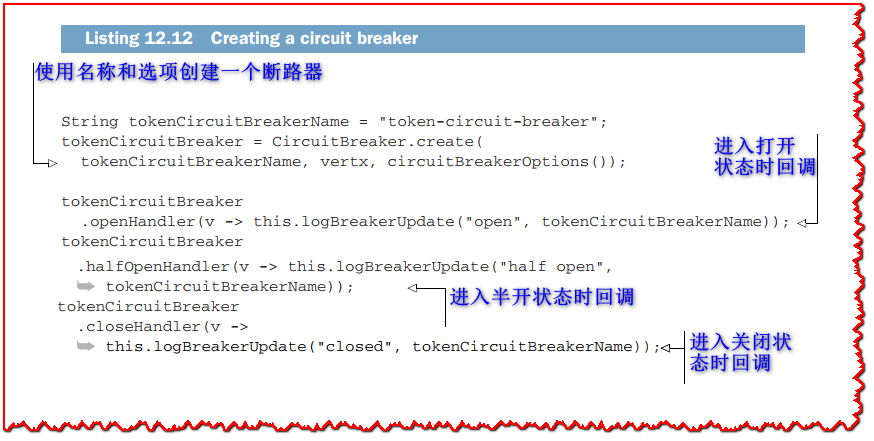 Listing 12.12 Creating a circuit breaker
使用名称和选项创建一个断路器
String tokenCircuitBreakerName = "token-circuit-breaker";
tokenCircuitBreaker = CircuitBreaker.create(
tokenCircuitBreakerName, vertx, circuitBreakerOptions());
进入打开
状态时回调
tokenCircuitBreaker
.openHandler(v -> this.logBreakerUpdate("open", tokenCircuitBreakerName));
tokenCircuitBreaker
.halfOpenHandler(v -> this.logBreakerUpdate("half open",
tokenCircuitBreakerName));
进入半开状态时回调
tokenCircuitBreaker
.closeHandler(v ->
this.logBreakerUpdate("closed", tokenCircuitBreakerName));
进入关闭状
态时回调